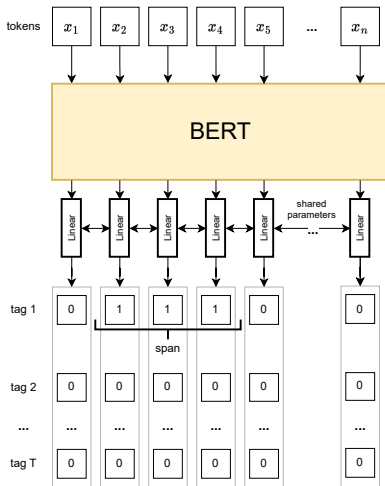 tokens x₁ x₂ x₃ x₄ x₅ ... xₙ
BERT
shared
parameters
Linear Linear Linear Linear Linear ... Linear
tag 1 0 1 1 1 0 0
span
tag 2 0 0 0 0 0 0
... ... ... ... ... ... ...
tag T 0 0 0 0 0 0